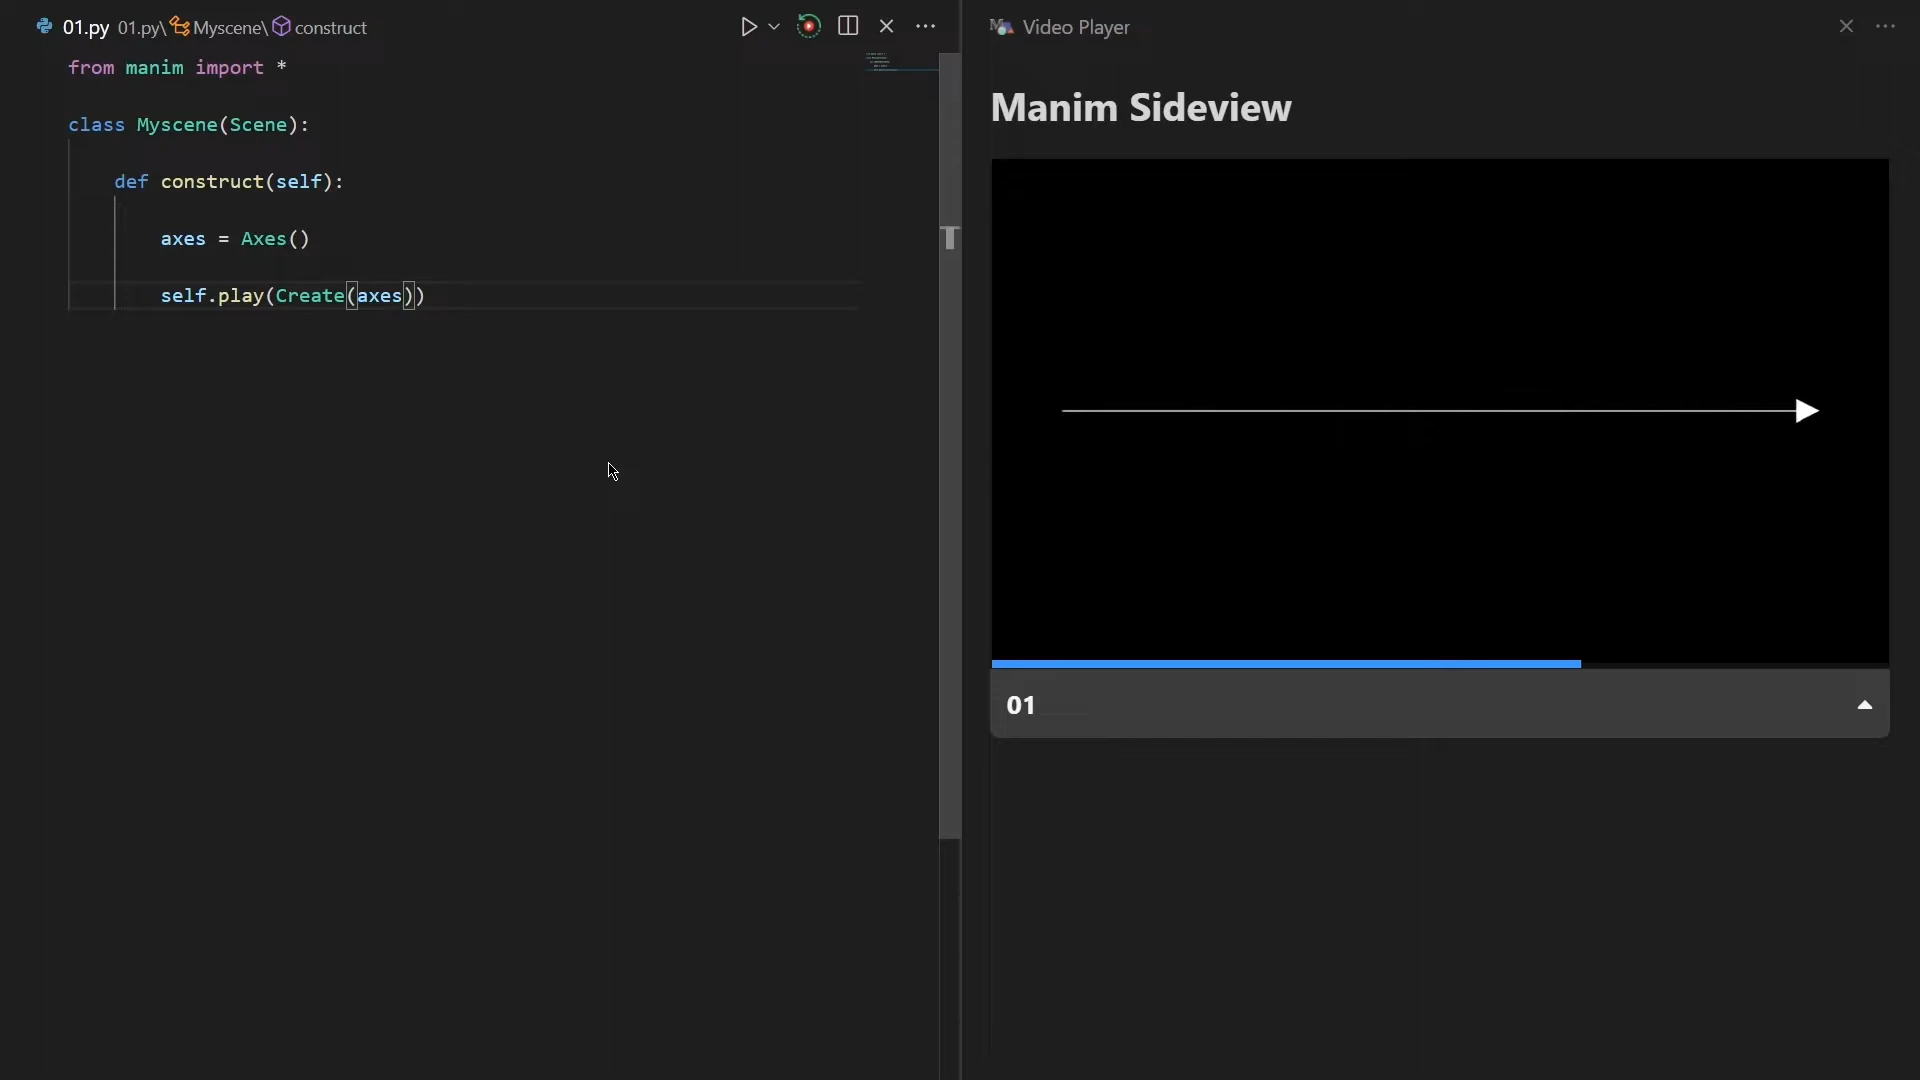 01.py 01.py\ Myscene\ construct
from manim import *
class Myscene(Scene):
def construct(self):
axes = Axes()
self.play(Create(axes))
Video Player
Manim Sideview
01